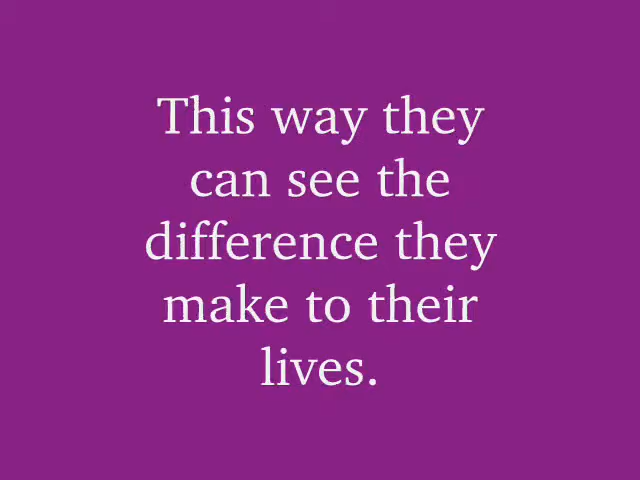 This way they
can see the
difference they
make to their
lives.